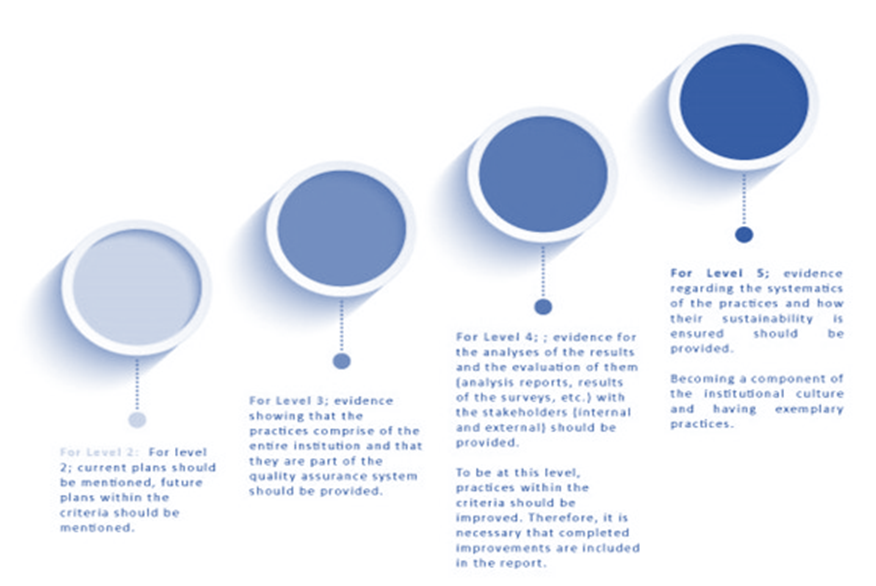 For Level 2: For level
2; current plans should
be mentioned, future
plans within the
criteria should be
mentioned.
For Level 3; evidence
showing that the
practices comprise of the
entire institution and that
they are part of the
quality assurance system
should be provided.
For Level 4; ; evidence for
the analyses of the results
and the evaluation of them
(analysis reports, results
of the surveys, etc.) with
the stakeholders (internal
and external) should be
provided.
To be at this level,
practices within the
criteria should be
improved. Therefore, it is
necessary that completed
improvements are included
in the report.
For Level 5; evidence
regarding the systematics
of the practices and how
their sustainability is
ensured should be
provided.
Becoming a component of
the institutional culture
and having exemplary
practices.